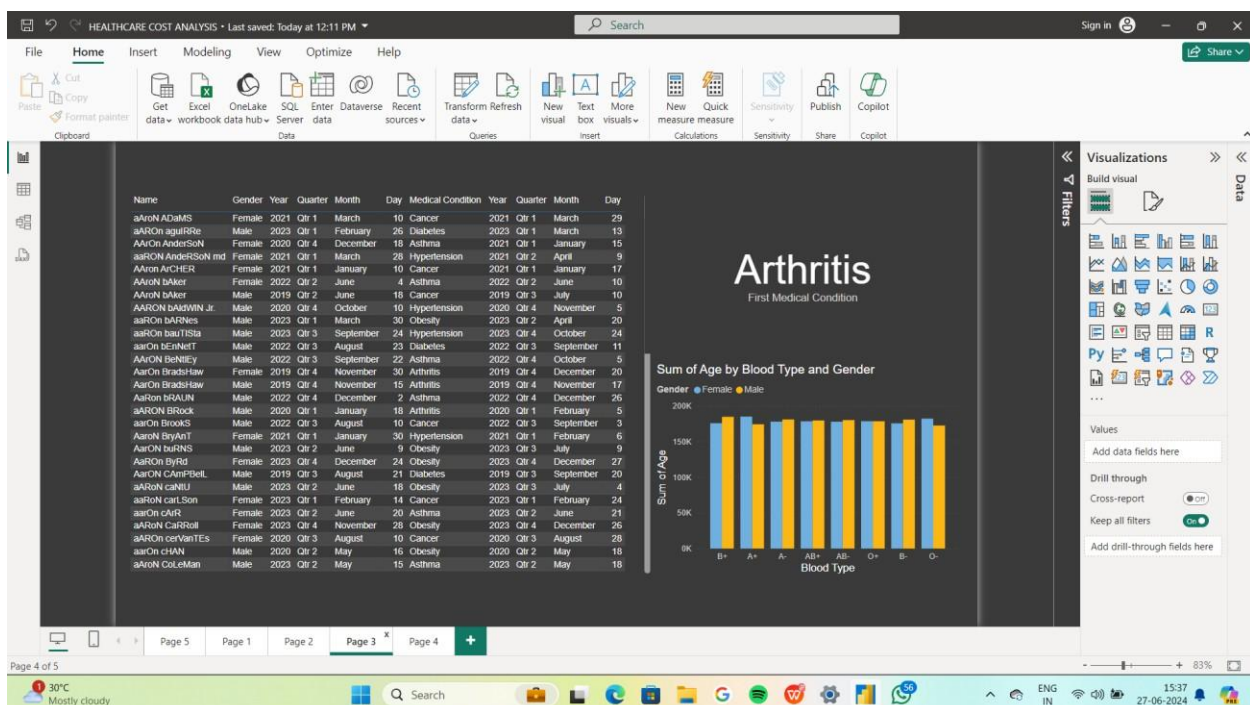 HEALTHCARE COST ANALYSIS • Last saved: Today at 12:11 PM
Search
Sign in
File Home Insert Modeling View Optimize Help
Share
Paste
Cut
Copy
Format painter
Clipboard
Get data
Excel workbook
OneLake data hub
SQL Server
Enter data
Dataverse
Recent sources
Data
Transform data
Refresh
Queries
New visual
Text box
More visuals
Insert
New measure
Quick measure
Calculations
Sensitivity
Sensitivity
Publish
Share
Copilot
Copilot
Name Gender Year Quarter Month Day Medical Condition Year Quarter Month Day
aAroN ADaMS Female 2021 Qtr 1 March 10 Cancer 2021 Qtr 1 March 29
aARON aguIRRe Male 2023 Qtr 1 February 26 Diabetes 2023 Qtr 1 March 13
AArOn AnderSoN Female 2020 Qtr 4 December 18 Asthma 2021 Qtr 1 January 15
aaRON AndeRSoN md Female 2021 Qtr 1 March 28 Hypertension 2021 Qtr 2 April 9
AAron ArCHER Female 2021 Qtr 1 January 10 Cancer 2021 Qtr 1 January 17
AAroN bAker Female 2022 Qtr 2 June 4 Asthma 2022 Qtr 2 June 10
AAroN bAker Male 2019 Qtr 2 June 18 Cancer 2019 Qtr 3 July 10
AARON bAldWIN Jr. Male 2020 Qtr 4 October 10 Hypertension 2020 Qtr 4 November 5
aaROn bARNes Male 2023 Qtr 1 March 30 Obesity 2023 Qtr 2 April 20
aaROn bauTISta Male 2023 Qtr 3 September 24 Hypertension 2023 Qtr 4 October 24
aarOn bEnNetT Male 2022 Qtr 3 August 23 Diabetes 2022 Qtr 3 September 11
AArON BeNtlEy Male 2022 Qtr 3 September 22 Asthma 2022 Qtr 4 October 5
AarOn BradsHaw Female 2019 Qtr 4 November 30 Arthritis 2019 Qtr 4 December 20
AarOn BradsHaw Male 2019 Qtr 4 November 15 Arthritis 2019 Qtr 4 November 17
AaRon bRAUN Male 2022 Qtr 4 December 2 Asthma 2022 Qtr 4 December 26
aARON BRock Male 2020 Qtr 1 January 18 Arthritis 2020 Qtr 1 February 5
aarOn BrookS Male 2022 Qtr 3 August 10 Cancer 2022 Qtr 3 September 3
AaroN BryAnT Female 2021 Qtr 1 January 30 Hypertension 2021 Qtr 1 February 6
AarON buRNS Male 2023 Qtr 2 June 9 Obesity 2023 Qtr 3 July 9
AaROn ByRd Female 2023 Qtr 4 December 24 Obesity 2023 Qtr 4 December 27
AarON CAmPBelL Male 2019 Qtr 3 August 21 Diabetes 2019 Qtr 3 September 20
aARoN caNtU Male 2023 Qtr 2 June 18 Obesity 2023 Qtr 3 July 4
aaRoN carLSon Female 2023 Qtr 1 February 14 Cancer 2023 Qtr 1 February 24
aarOn cArR Female 2023 Qtr 2 June 20 Asthma 2023 Qtr 2 June 21
aARoN CaRRoll Female 2023 Qtr 4 November 28 Obesity 2023 Qtr 4 December 26
aAROn cerVanTEs Female 2020 Qtr 3 August 10 Cancer 2020 Qtr 3 August 28
aarOn cHAN Male 2020 Qtr 2 May 16 Obesity 2020 Qtr 2 May 18
aAroN CoLeMan Male 2023 Qtr 2 May 15 Asthma 2023 Qtr 2 May 18
Arthritis
First Medical Condition
Sum of Age by Blood Type and Gender
Gender Female Male
Sum of Age
200K
150K
100K
50K
0K
B+ A+ A- AB+ AB- O+ B- O-
Blood Type
Filters
Visualizations
Build visual
R
Py
123
...
Values
Add data fields here
Drill through
Cross-report Off
Keep all filters On
Add drill-through fields here
Data
Page 5 Page 1 Page 2 Page 3 x Page 4 +
Page 4 of 5
- + 83%
1
30°C
Mostly cloudy
Search
56
ENG
IN
15:37
27-06-2024